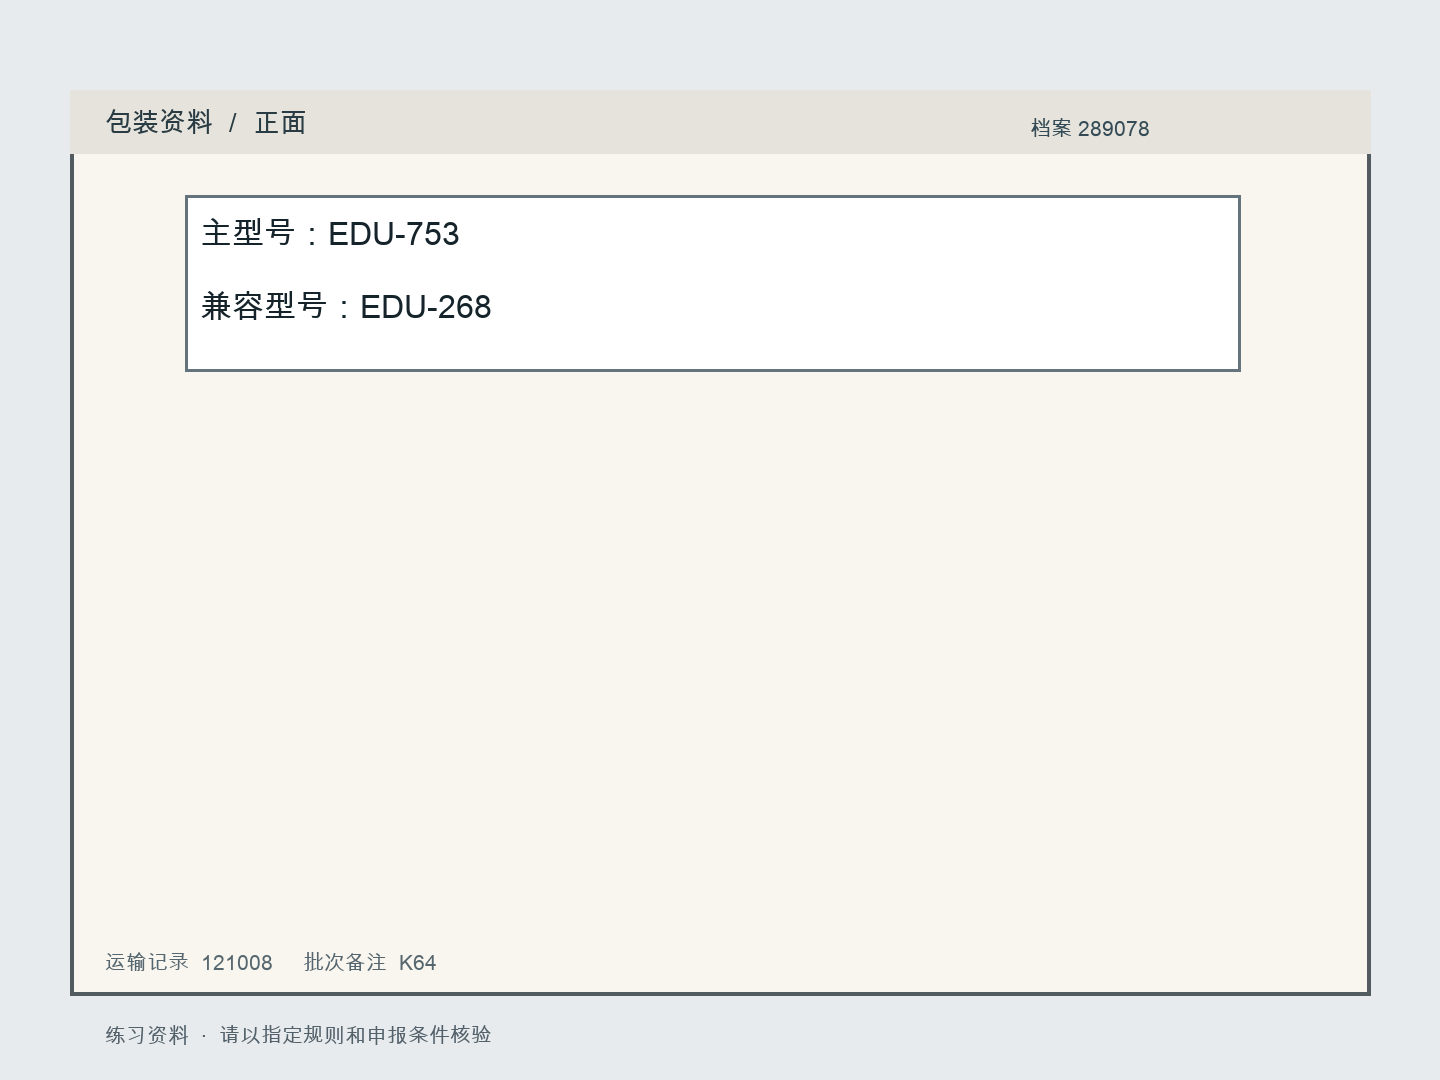 包装资料 / 正面
档案 289078
主型号：EDU-753
兼容型号：EDU-268
运输记录 121008 批次备注 K64
练习资料 · 请以指定规则和申报条件核验